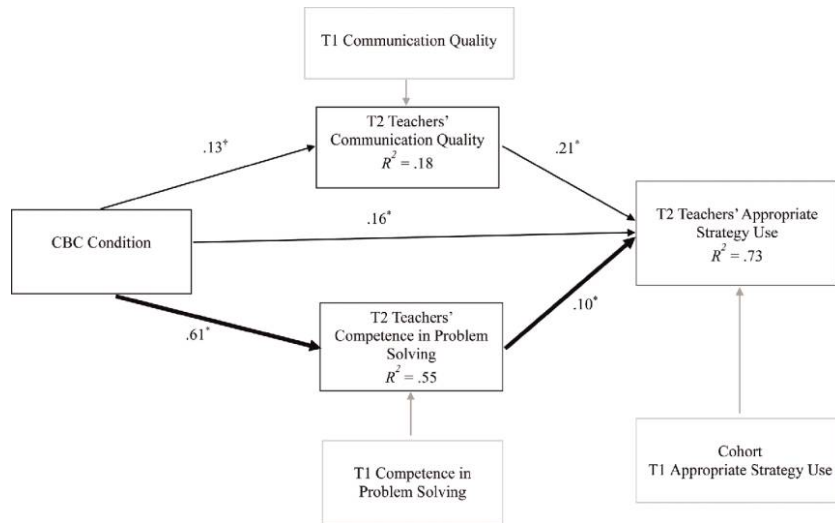 T1 Communication Quality
T2 Teachers'
Communication Quality
R² = .18
.13†
.21*
CBC Condition
.16*
T2 Teachers' Appropriate
Strategy Use
R² = .73
.61*
T2 Teachers'
Competence in Problem
Solving
R² = .55
.10*
T1 Competence in
Problem Solving
Cohort
T1 Appropriate Strategy Use